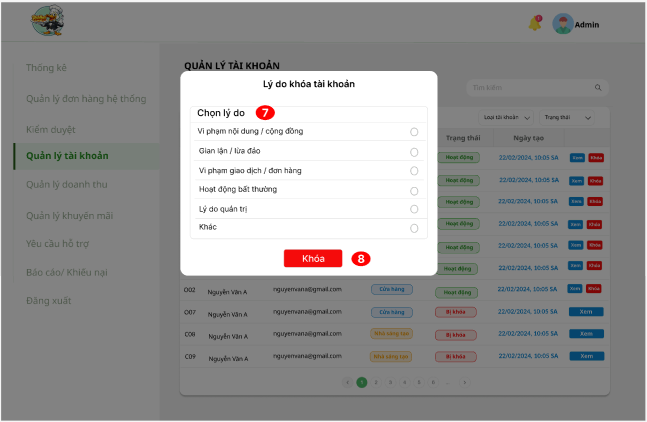 Admin
Thống kê
Quản lý đơn hàng hệ thống
Kiểm duyệt
Quản lý tài khoản
Quản lý doanh thu
Quản lý khuyến mãi
Yêu cầu hỗ trợ
Báo cáo/ Khiếu nại
Đăng xuất
QUẢN LÝ TÀI KHOẢN
Tìm kiếm
Loại tài khoản Trạng thái
Trạng thái Ngày tạo
Lý do khóa tài khoản
Chọn lý do 7
Vi phạm nội dung / cộng đồng
Gian lận / lừa đảo
Vi phạm giao dịch / đơn hàng
Hoạt động bất thường
Lý do quản trị
Khác
Khóa 8
Hoạt động 22/02/2024, 10:05 SA Xem Khóa
Hoạt động 22/02/2024, 10:05 SA Xem Khóa
Hoạt động 22/02/2024, 10:05 SA Xem Khóa
Hoạt động 22/02/2024, 10:05 SA Xem Khóa
Hoạt động 22/02/2024, 10:05 SA Xem Khóa
Hoạt động 22/02/2024, 10:05 SA Xem Khóa
002 Nguyễn Văn A nguyenvana@gmail.com Cửa hàng Hoạt động 22/02/2024, 10:05 SA Xem Khóa
007 Nguyễn Văn A nguyenvana@gmail.com Cửa hàng Bị khóa 22/02/2024, 10:05 SA Xem
C08 Nguyễn Văn A nguyenvana@gmail.com Nhà sáng tạo Bị khóa 22/02/2024, 10:05 SA Xem
C09 Nguyễn Văn A nguyenvana@gmail.com Nhà sáng tạo Bị khóa 22/02/2024, 10:05 SA Xem
< 1 2 3 4 5 6 ... >